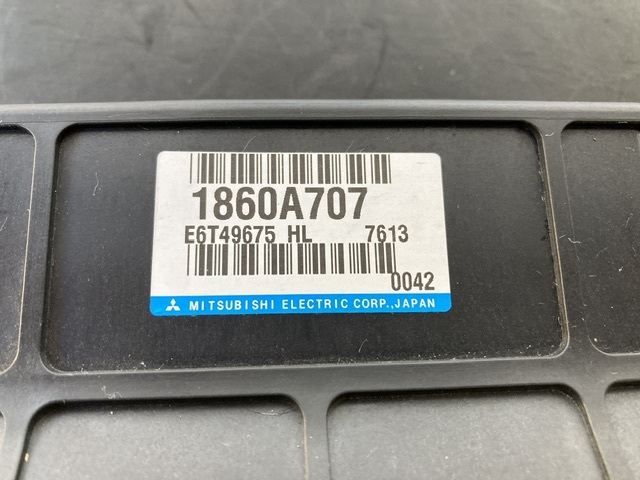 1860A707
E6T49675 HL 7613
0042
MITSUBISHI ELECTRIC CORP., JAPAN